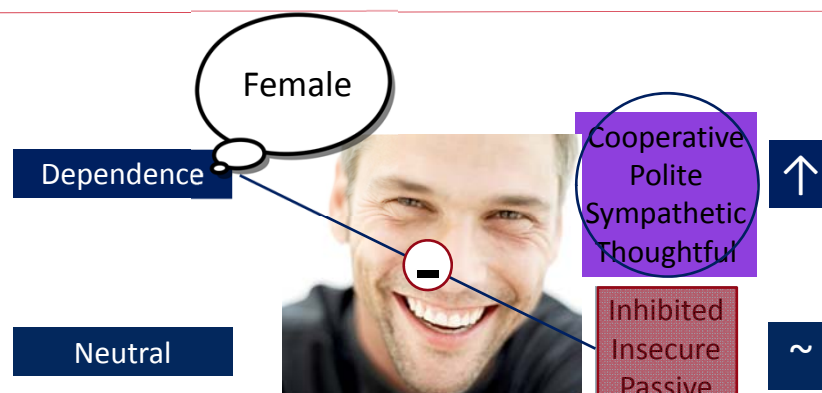 Female
Dependence
Cooperative
Polite
Sympathetic
Thoughtful
↑
-
Inhibited
Insecure
Passive
Neutral
~